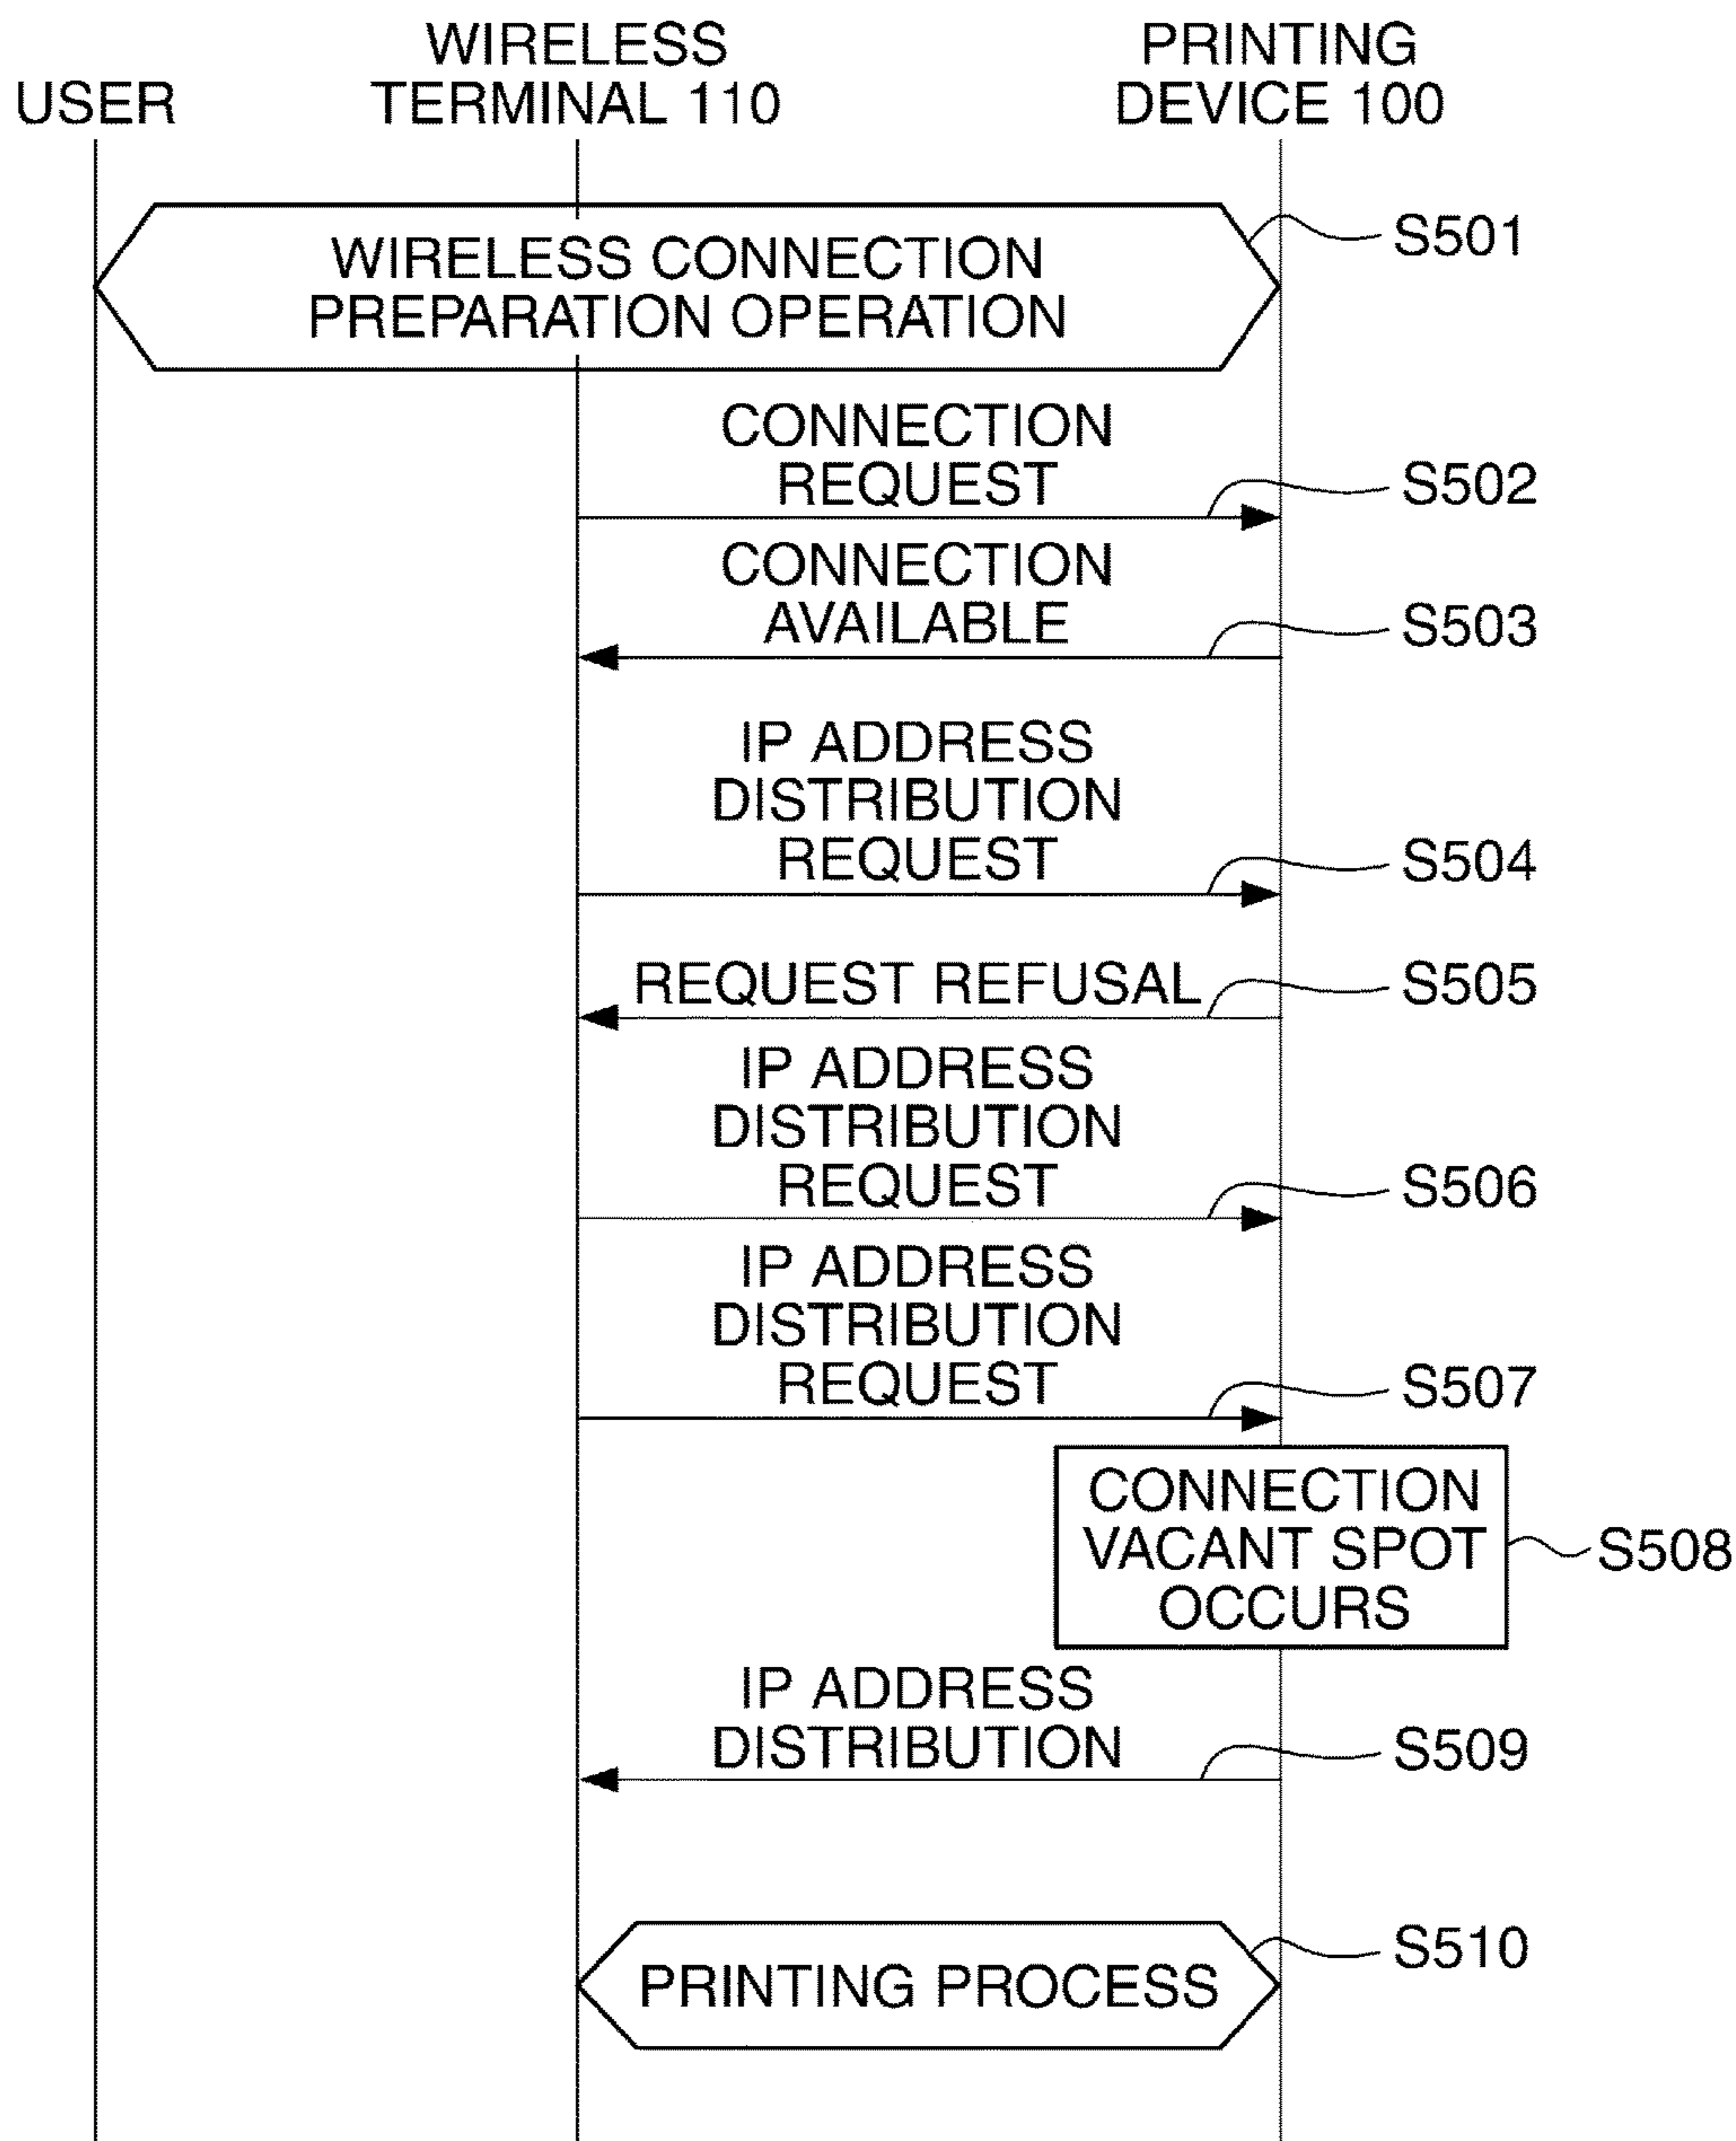 USER
WIRELESS
TERMINAL 110
PRINTING
DEVICE 100
WIRELESS CONNECTION
PREPARATION OPERATION
S501
CONNECTION
REQUEST
S502
CONNECTION
AVAILABLE
S503
IP ADDRESS
DISTRIBUTION
REQUEST
S504
REQUEST REFUSAL
S505
IP ADDRESS
DISTRIBUTION
REQUEST
S506
IP ADDRESS
DISTRIBUTION
REQUEST
S507
CONNECTION
VACANT SPOT
OCCURS
S508
IP ADDRESS
DISTRIBUTION
S509
PRINTING PROCESS
S510